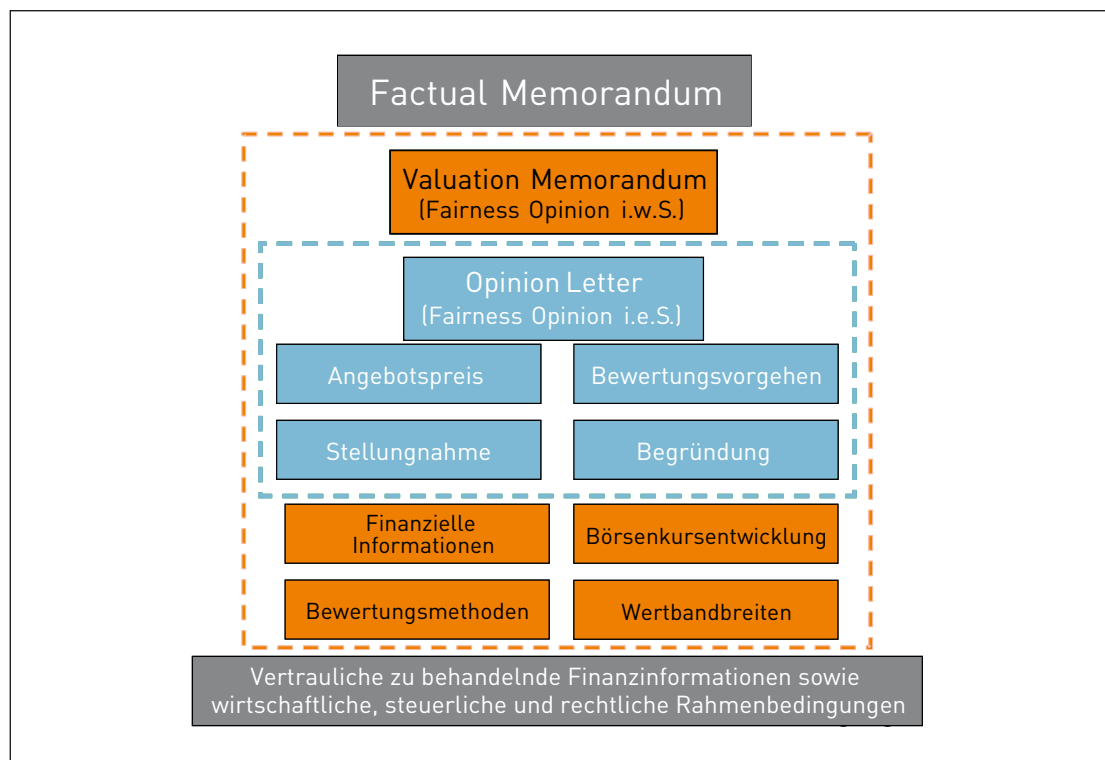 Factual Memorandum
Valuation Memorandum
(Fairness Opinion i.w.S.)
Opinion Letter
(Fairness Opinion i.e.S.)
Angebotspreis
Bewertungsvorgehen
Stellungnahme
Begründung
Finanzielle
Informationen
Börsenkursentwicklung
Bewertungsmethoden
Wertbandbreiten
Vertrauliche zu behandelnde Finanzinformationen sowie
wirtschaftliche, steuerliche und rechtliche Rahmenbedingungen